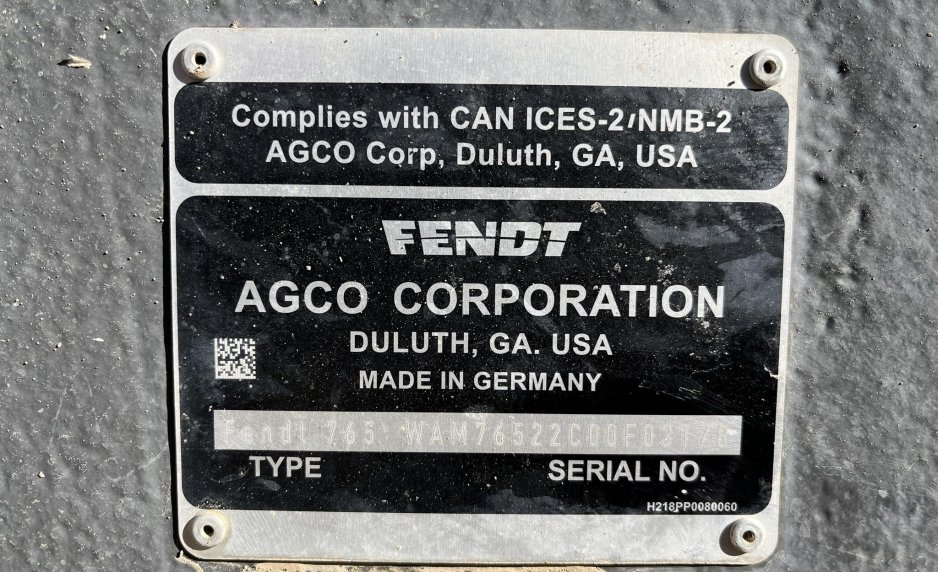 Complies with CAN ICES-2/NMB-2
AGCO Corp, Duluth, GA, USA
FENDT
AGCO CORPORATION
DULUTH, GA. USA
MADE IN GERMANY
Fendt 765 WAM76522C00F03178
TYPE SERIAL NO.
H218PP0080060